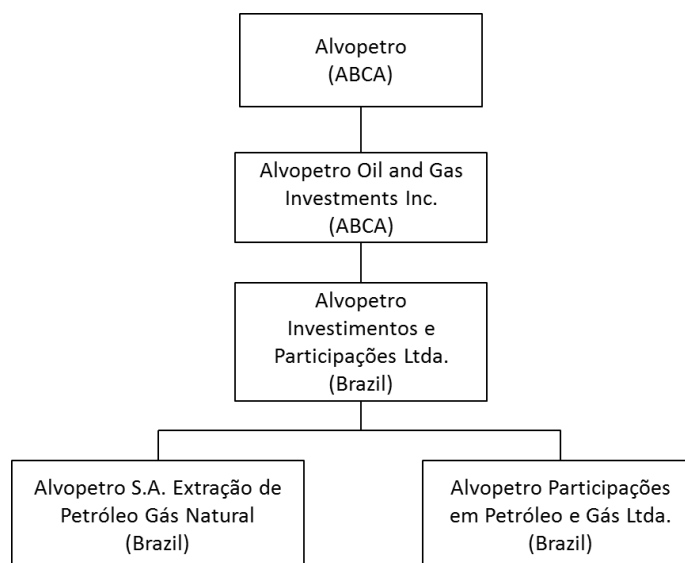 Alvopetro
(ABCA)
Alvopetro Oil and Gas
Investments Inc.
(ABCA)
Alvopetro
Investimentos e
Participações Ltda.
(Brazil)
Alvopetro S.A. Extração de
Petróleo Gás Natural
(Brazil)
Alvopetro Participações
em Petróleo e Gás Ltda.
(Brazil)